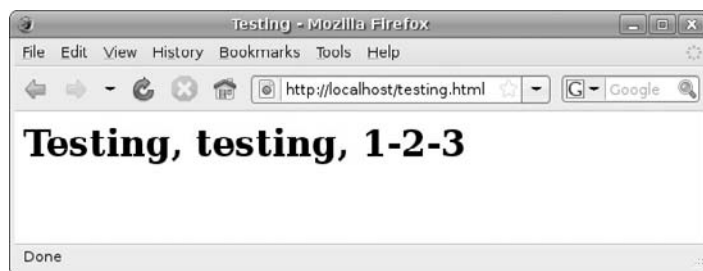 Testing - Mozilla Firefox
File Edit View History Bookmarks Tools Help
http://localhost/testing.html G Google
Testing, testing, 1-2-3
Done